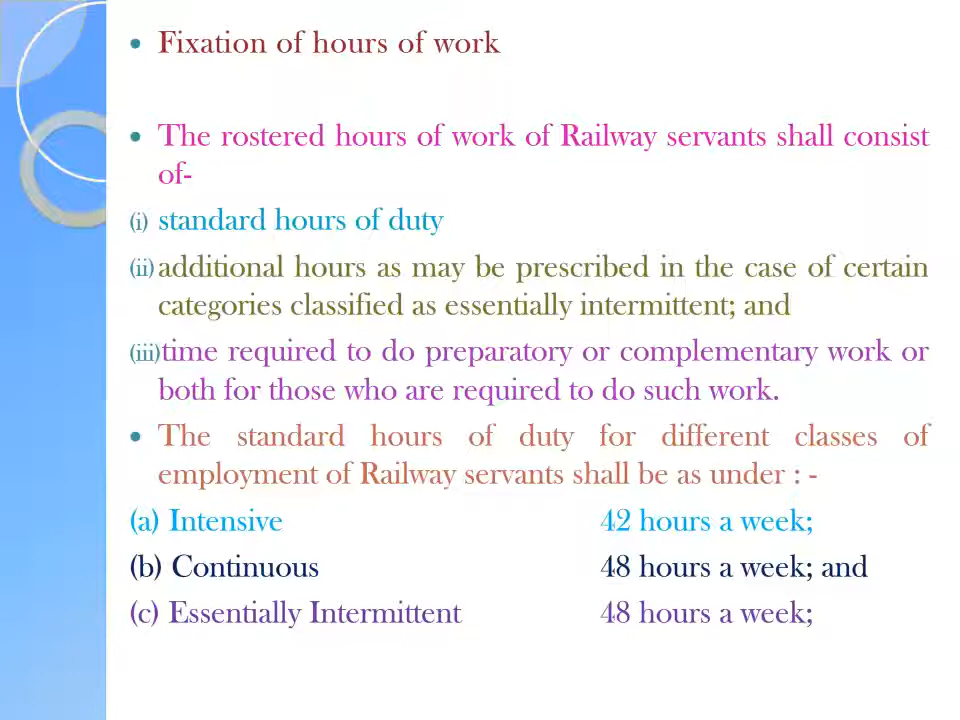 • Fixation of hours of work
• The rostered hours of work of Railway servants shall consist
of-
(i) standard hours of duty
(ii) additional hours as may be prescribed in the case of certain
categories classified as essentially intermittent; and
(iii)time required to do preparatory or complementary work or
both for those who are required to do such work.
• The standard hours of duty for different classes of
employment of Railway servants shall be as under : -
(a) Intensive 42 hours a week;
(b) Continuous 48 hours a week; and
(c) Essentially Intermittent 48 hours a week;